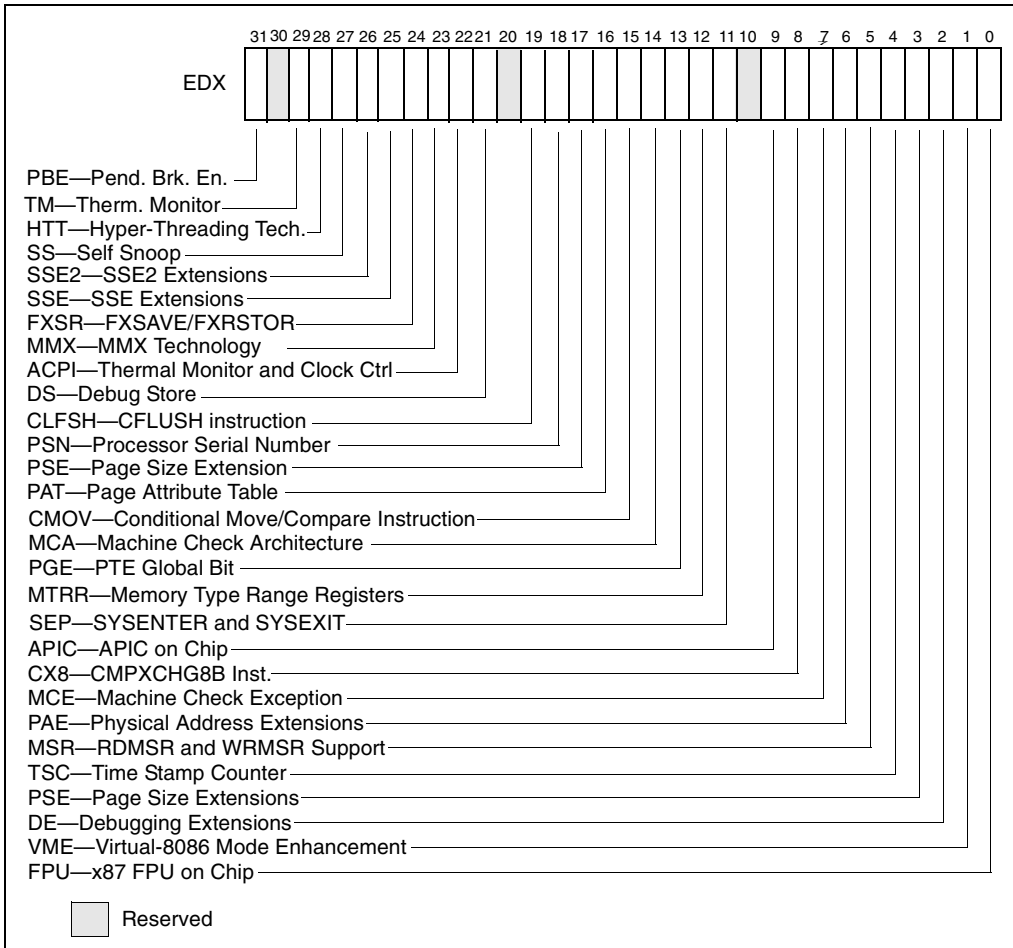 31 30 29 28 27 26 25 24 23 22 21 20 19 18 17 16 15 14 13 12 11 10 9 8 7 6 5 4 3 2 1 0
EDX
PBE—Pend. Brk. En.
TM—Therm. Monitor
HTT—Hyper-Threading Tech.
SS—Self Snoop
SSE2—SSE2 Extensions
SSE—SSE Extensions
FXSR—FXSAVE/FXRSTOR
MMX—MMX Technology
ACPI—Thermal Monitor and Clock Ctrl
DS—Debug Store
CLFSH—CFLUSH instruction
PSN—Processor Serial Number
PSE—Page Size Extension
PAT—Page Attribute Table
CMOV—Conditional Move/Compare Instruction
MCA—Machine Check Architecture
PGE—PTE Global Bit
MTRR—Memory Type Range Registers
SEP—SYSENTER and SYSEXIT
APIC—APIC on Chip
CX8—CMPXCHG8B Inst.
MCE—Machine Check Exception
PAE—Physical Address Extensions
MSR—RDMSR and WRMSR Support
TSC—Time Stamp Counter
PSE—Page Size Extensions
DE—Debugging Extensions
VME—Virtual-8086 Mode Enhancement
FPU—x87 FPU on Chip
Reserved